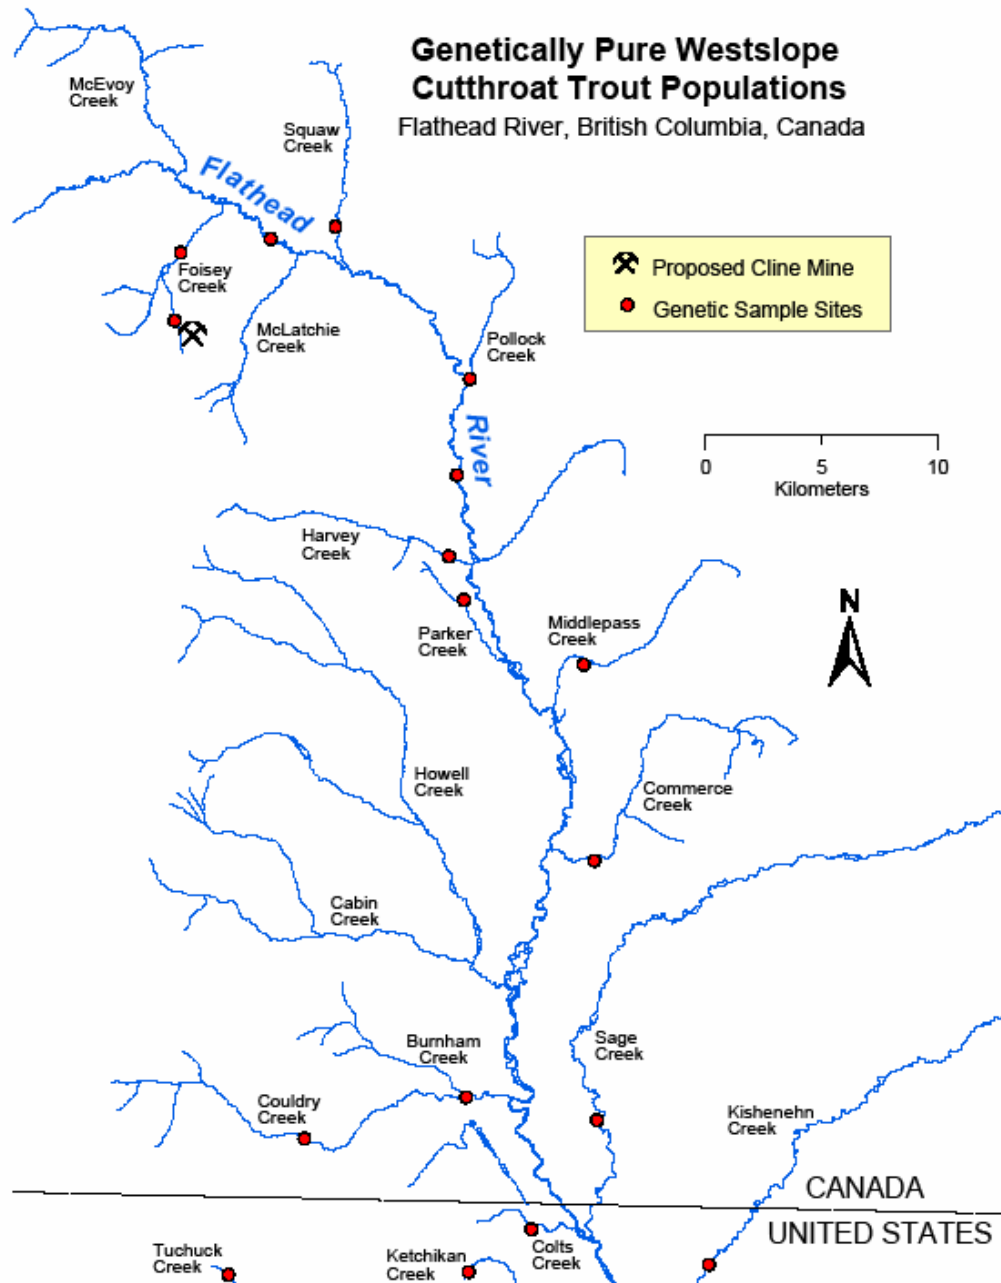 Genetically Pure Westslope
Cutthroat Trout Populations
Flathead River, British Columbia, Canada
McEvoy
Creek
Squaw
Creek
Flathead
Foisey
Creek
McLatchie
Creek
Proposed Cline Mine
Genetic Sample Sites
Pollock
Creek
River
0 5 10
Kilometers
Harvey
Creek
Parker
Creek
Middlepass
Creek
N
Howell
Creek
Commerce
Creek
Cabin
Creek
Burnham
Creek
Sage
Creek
Couldry
Creek
Kishenehn
Creek
CANADA
UNITED STATES
Tuchuck
Creek
Ketchikan
Creek
Colts
Creek